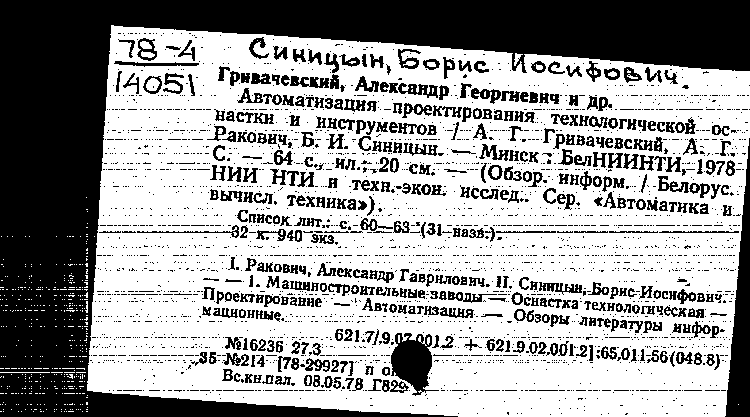 78-4
14051
Синицын, Борис Иосифович.
Гривачевский, Александр Георгиевич и др.
Автоматизация проектирования технологической ос-
настки и инструментов / А. Г. Гривачевский, А. Г.
Ракович, Б. И. Синицын. — Минск : БелНИИНТИ, 1978
С. — 64 с., ил.; 20 см. — (Обзор. информ. / Белорус.
НИИ НТИ и техн.-экон. исслед.. Сер. «Автоматика и
вычисл. техника»).
Список лит.: с. 60—63 (31 назв.).
32 к. 940 экз.
I. Ракович, Александр Гаврилович. II. Синицын, Борис Иосифович.
— — 1. Машиностроительные заводы — Оснастка технологическая —
Проектирование — Автоматизация — Обзоры литературы инфор-
мационные.
621.7/9.07.001.2 + 621.9.02.001.2]:65.011.56(048.8)
№16236 27.3
35 №214 [78-29927] п о
Вс.кн.пал. 08.05.78 Г829